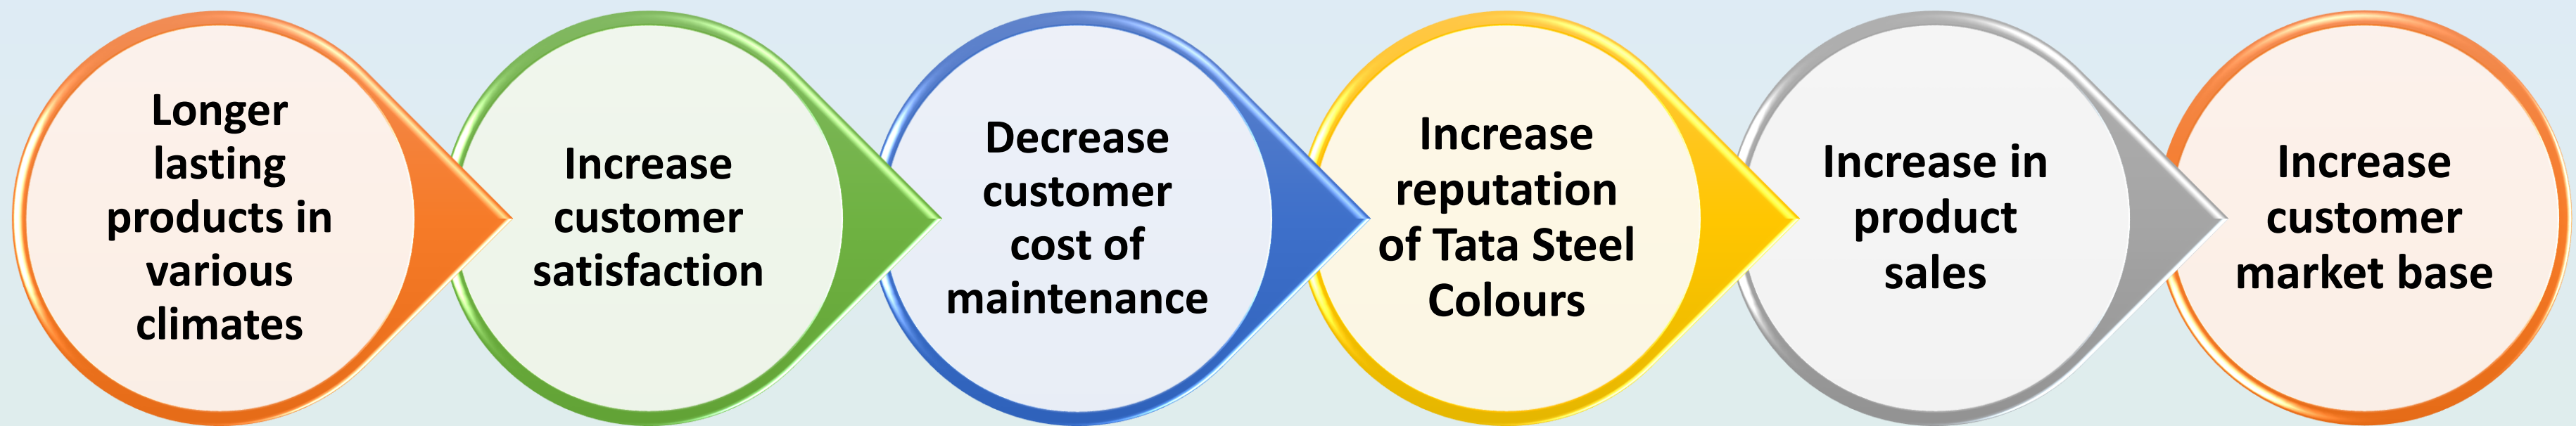 Longer
lasting
products in
various
climates
Increase
customer
satisfaction
Decrease
customer
cost of
maintenance
Increase
reputation
of Tata Steel
Colours
Increase in
product
sales
Increase
customer
market base